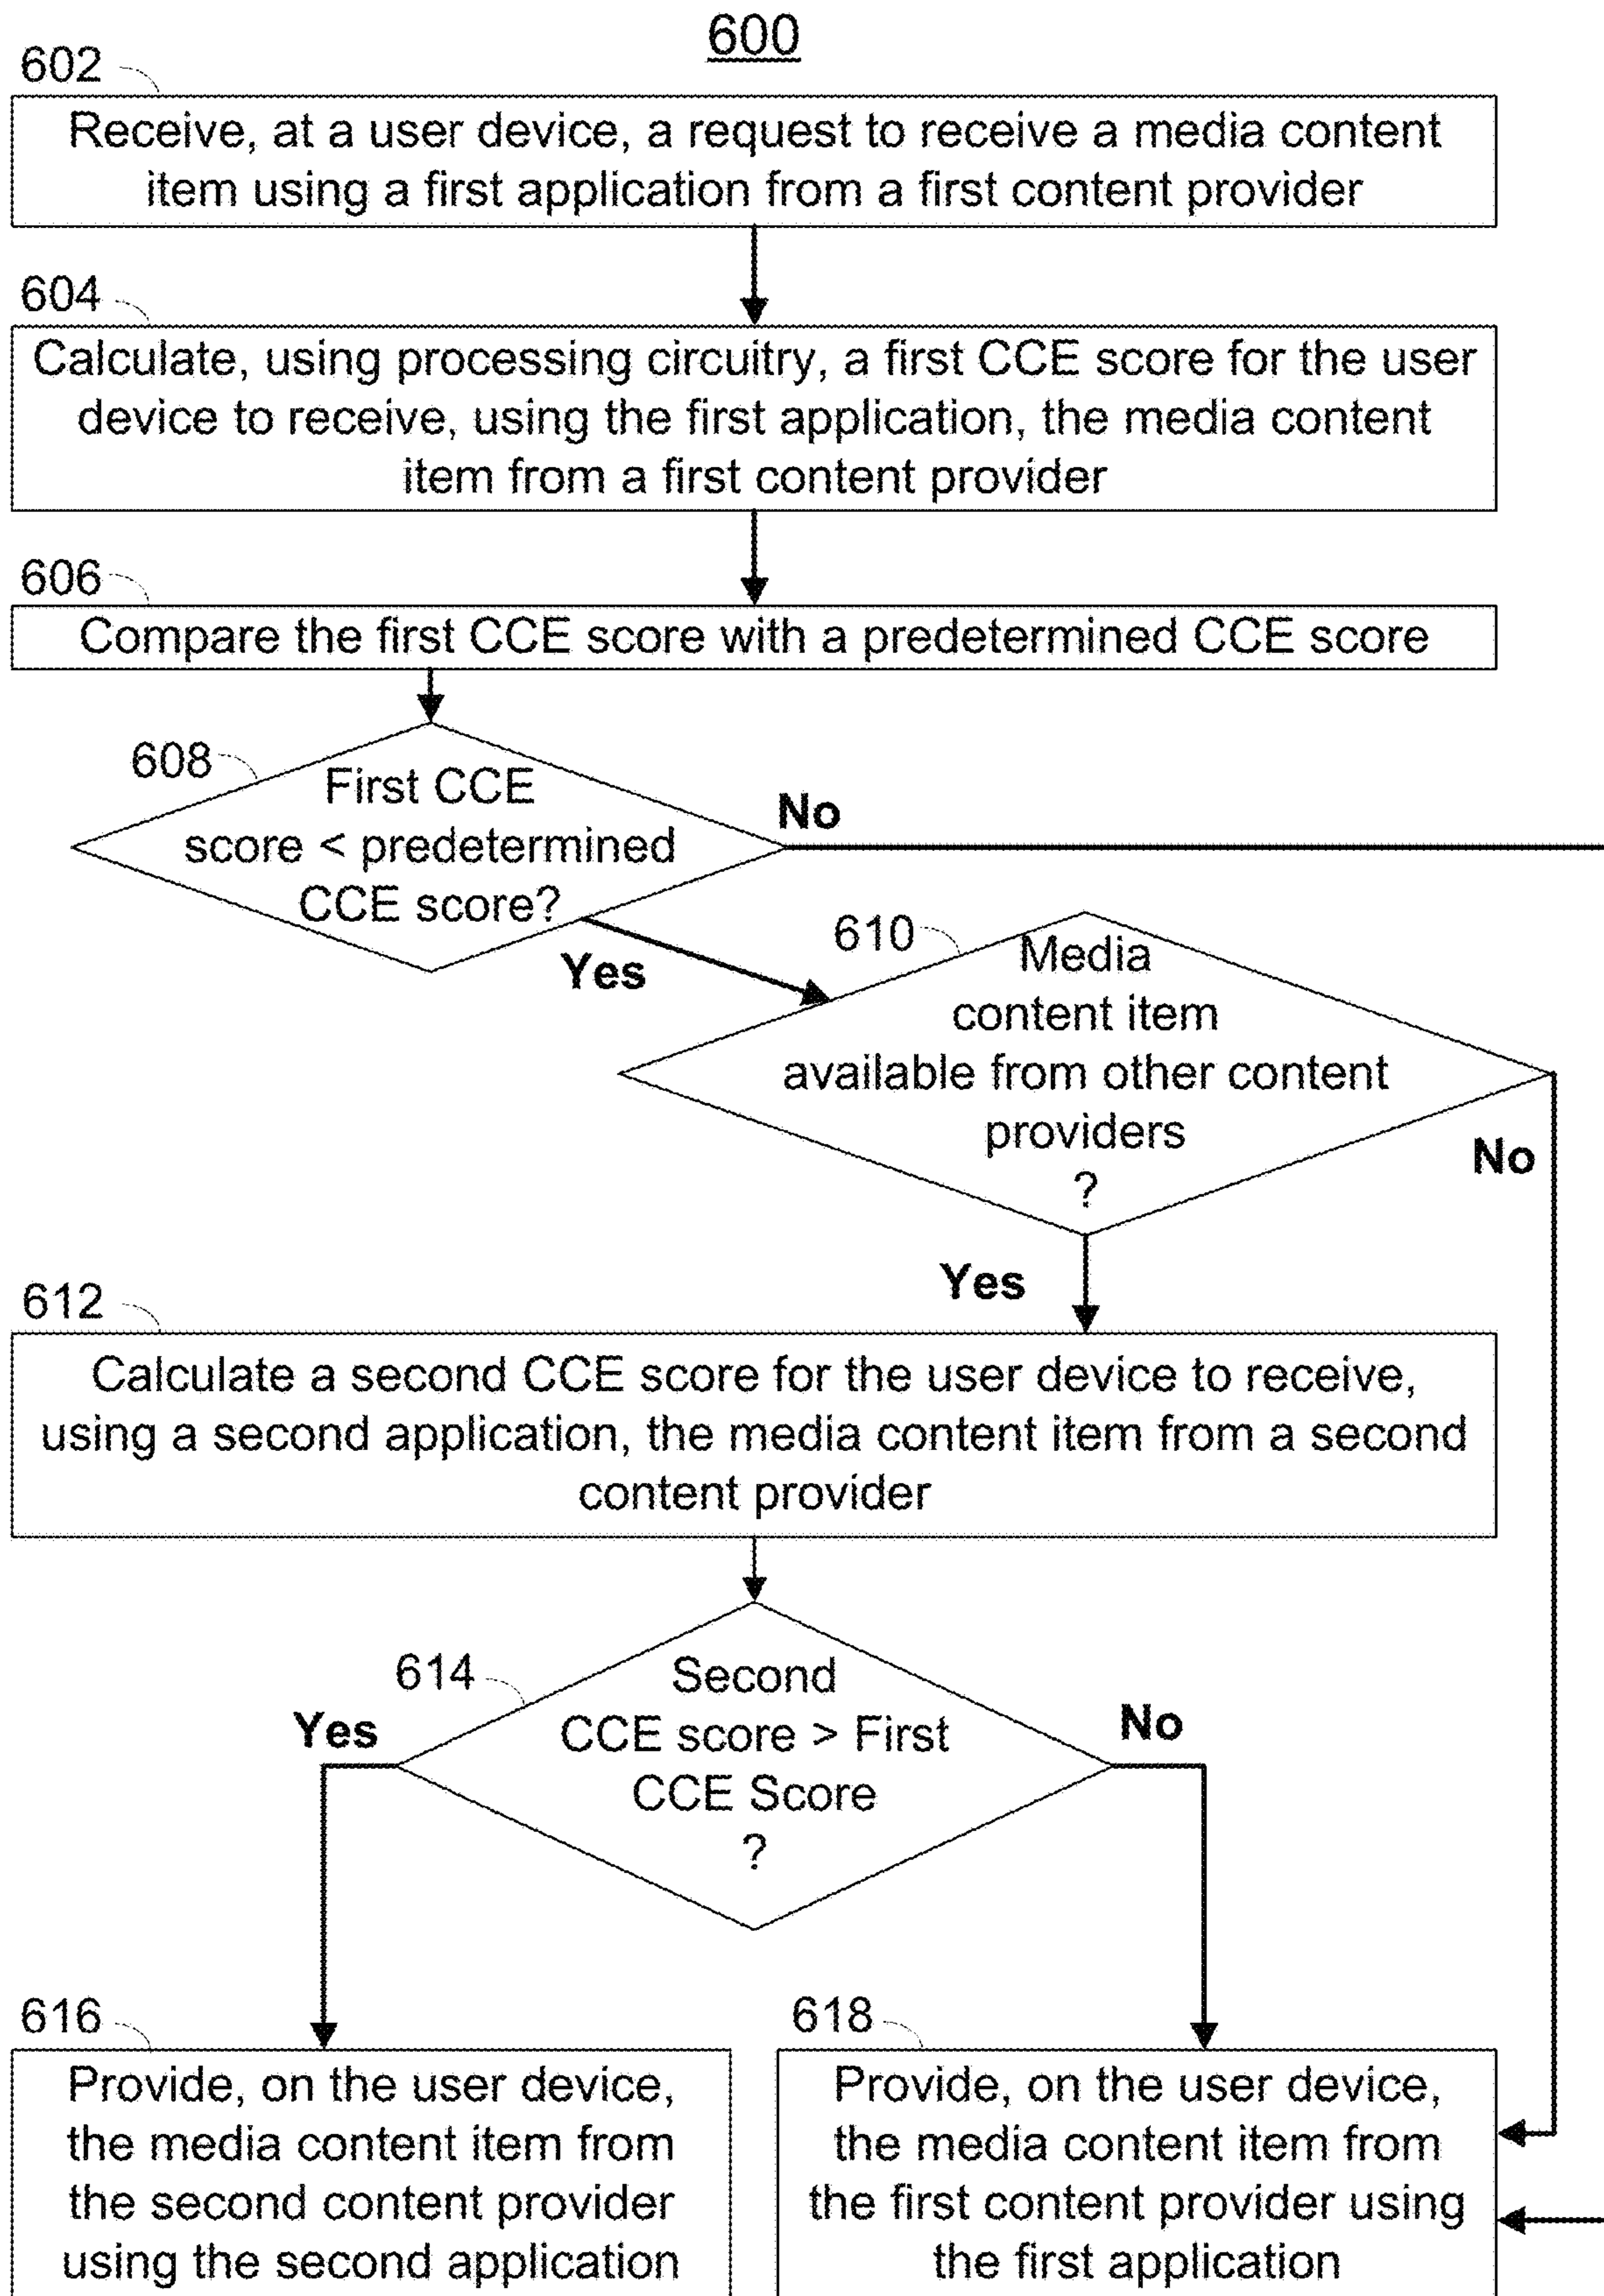 600
602
Receive, at a user device, a request to receive a media content
item using a first application from a first content provider
604
Calculate, using processing circuitry, a first CCE score for the user
device to receive, using the first application, the media content
item from a first content provider
606
Compare the first CCE score with a predetermined CCE score
608
First CCE
score < predetermined
CCE score?
No
Yes
610
Media
content item
available from other content
providers
?
No
Yes
612
Calculate a second CCE score for the user device to receive,
using a second application, the media content item from a second
content provider
614
Second
CCE score > First
CCE Score
?
Yes
No
616
Provide, on the user device,
the media content item from
the second content provider
using the second application
618
Provide, on the user device,
the media content item from
the first content provider using
the first application